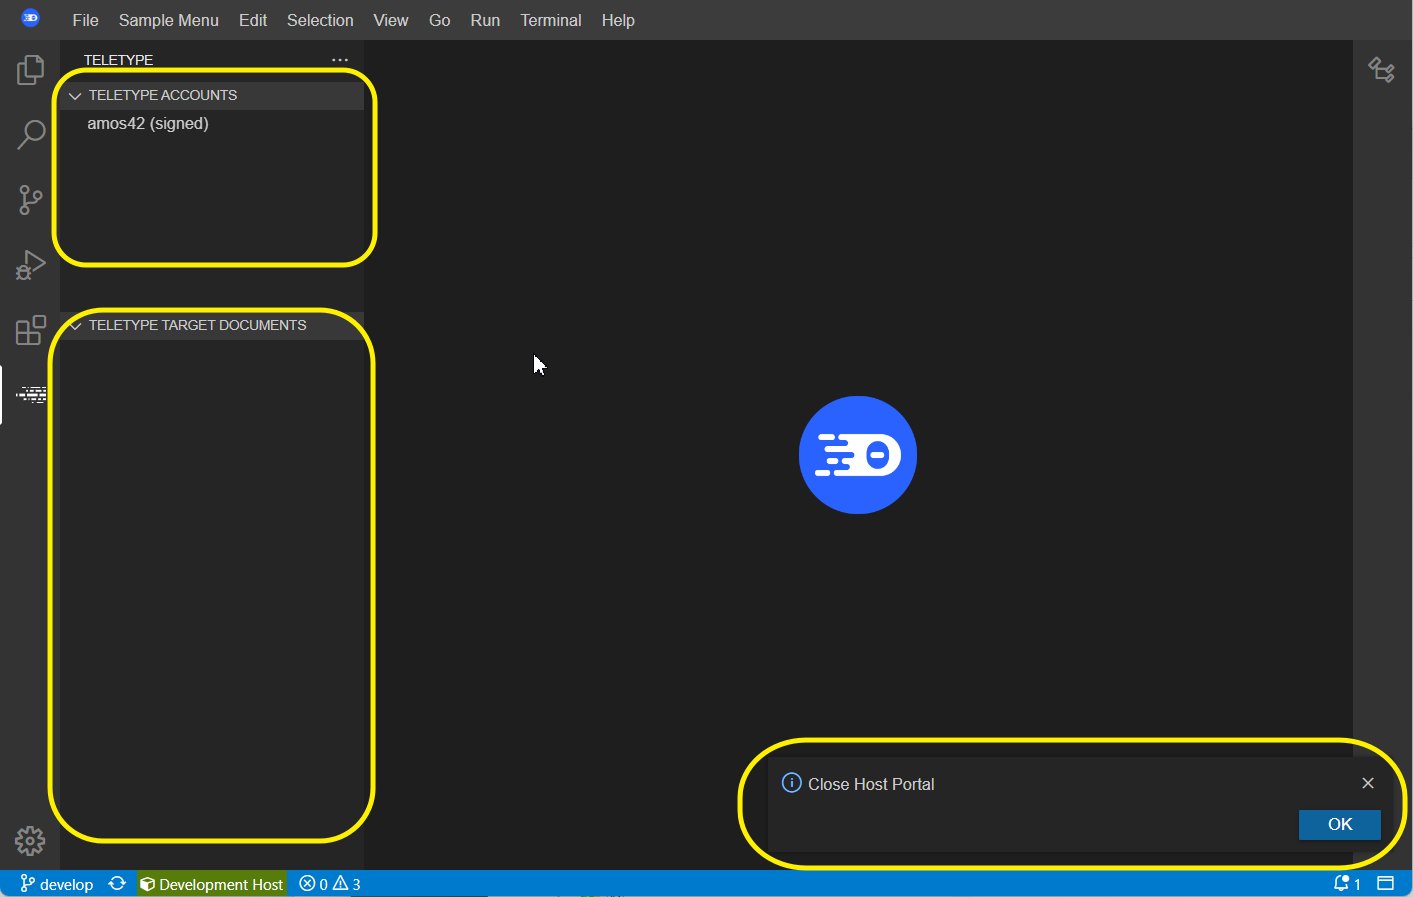 File Sample Menu Edit Selection View Go Run Terminal Help
TELETYPE
TELETYPE ACCOUNTS
amos42 (signed)
TELETYPE TARGET DOCUMENTS
Close Host Portal
OK
develop Development Host 0 3 1